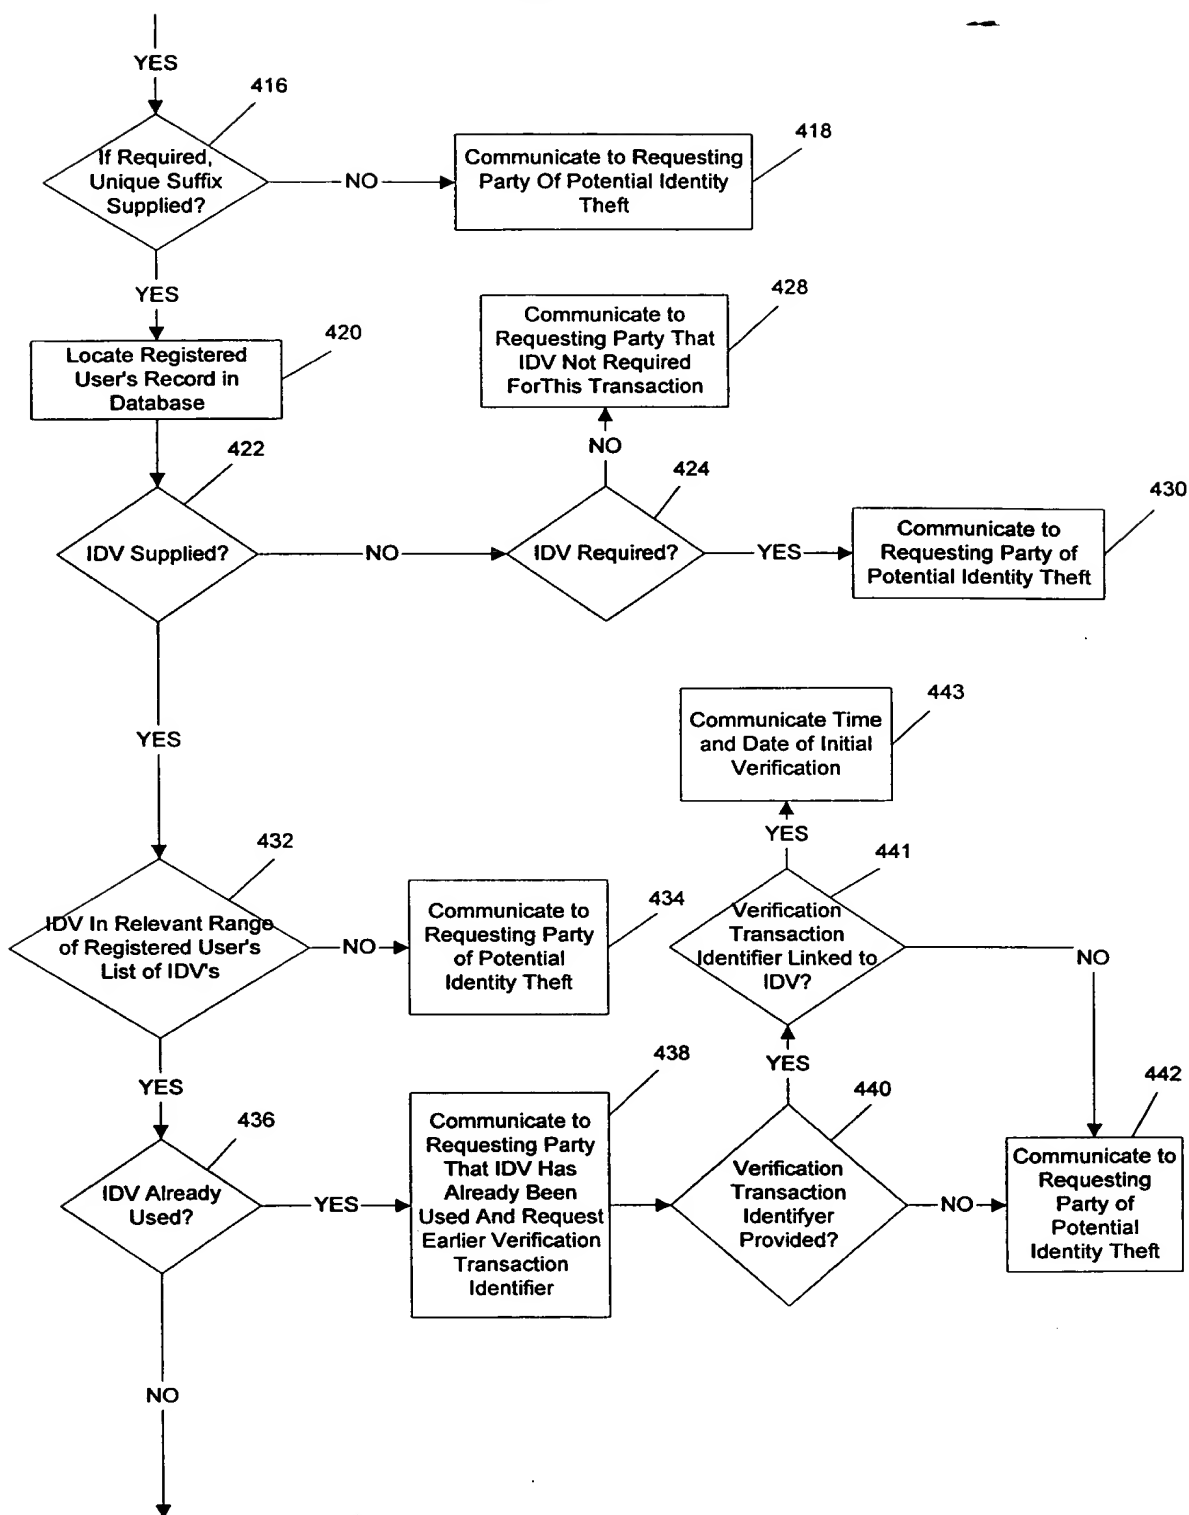 YES
416
If Required,
Unique Suffix
Supplied?
NO
Communicate to Requesting
Party Of Potential Identity
Theft
418
YES
420
Locate Registered
User's Record in
Database
428
Communicate to
Requesting Party That
IDV Not Required
ForThis Transaction
NO
422
IDV Supplied?
NO
424
IDV Required?
YES
430
Communicate to
Requesting Party of
Potential Identity Theft
YES
443
Communicate Time
and Date of Initial
Verification
YES
432
IDV In Relevant Range
of Registered User's
List of IDV's
NO
434
Communicate to
Requesting Party
of Potential
Identity Theft
441
Verification
Transaction
Identifier Linked to
IDV?
NO
YES
YES
436
IDV Already
Used?
YES
438
Communicate to
Requesting Party
That IDV Has
Already Been
Used And Request
Earlier Verification
Transaction
Identifier
440
Verification
Transaction
Identifyer
Provided?
NO
442
Communicate to
Requesting
Party of
Potential
Identity Theft
NO